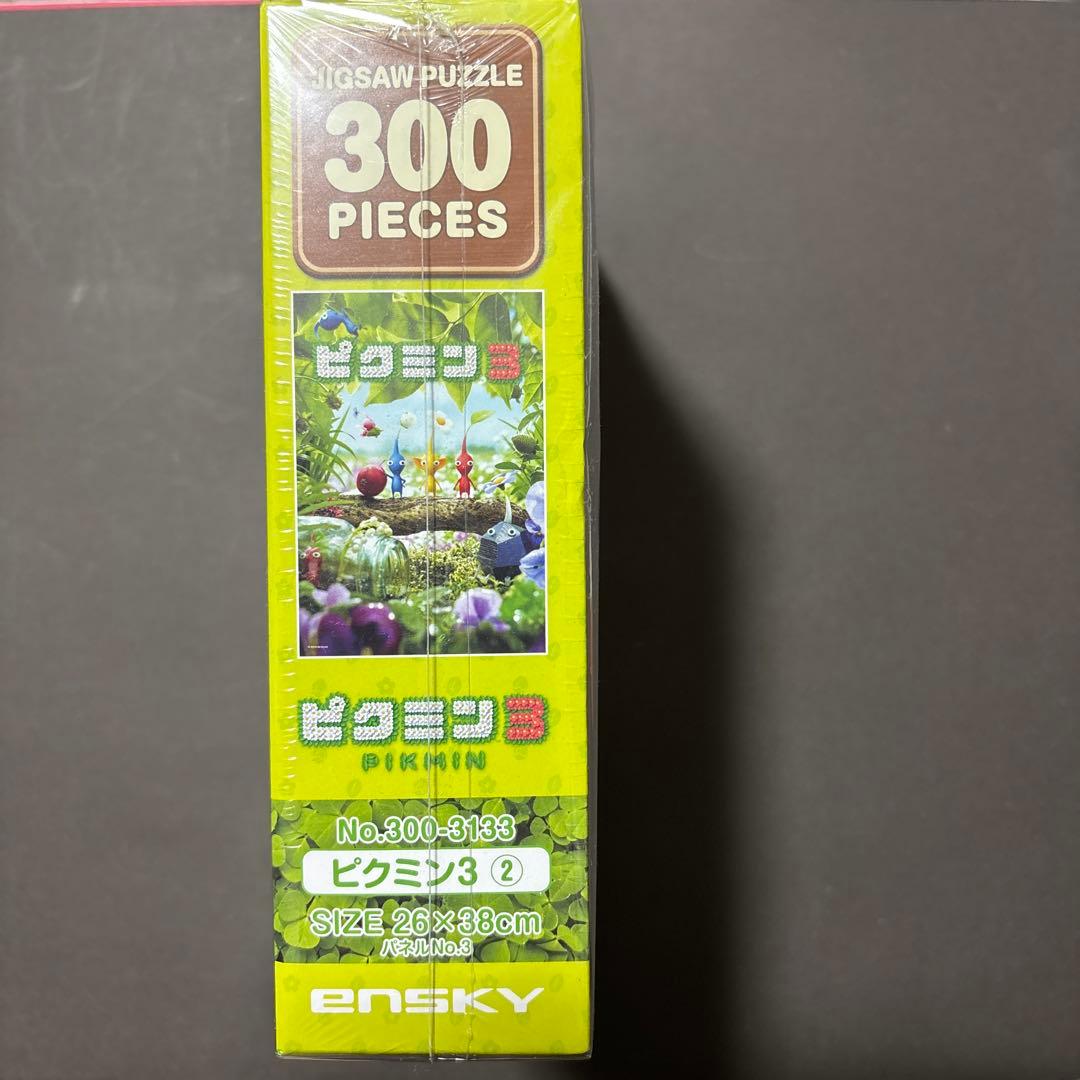 JIGSAW PUZZLE
300
PIECES
ピクミン3
ピクミン3
PIKMIN
No.300-3133
ピクミン3 ②
SIZE 26×38cm
パネルNo.3
ensky